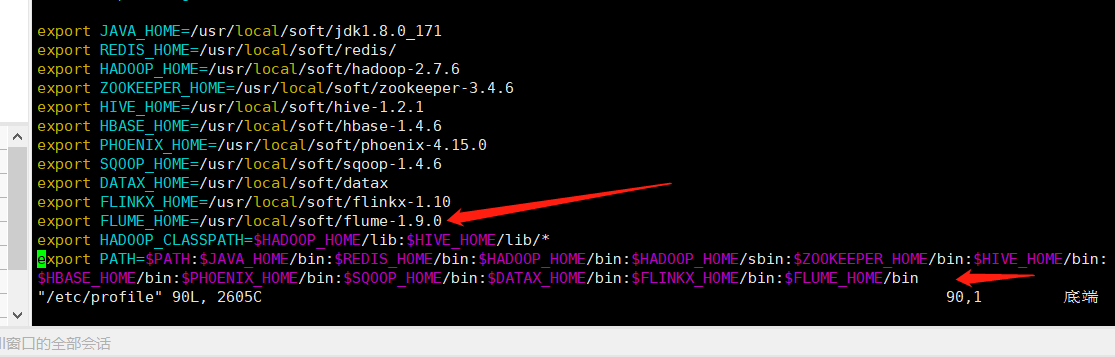 export JAVA_HOME=/usr/local/soft/jdk1.8.0_171
export REDIS_HOME=/usr/local/soft/redis/
export HADOOP_HOME=/usr/local/soft/hadoop-2.7.6
export ZOOKEEPER_HOME=/usr/local/soft/zookeeper-3.4.6
export HIVE_HOME=/usr/local/soft/hive-1.2.1
export HBASE_HOME=/usr/local/soft/hbase-1.4.6
export PHOENIX_HOME=/usr/local/soft/phoenix-4.15.0
export SQOOP_HOME=/usr/local/soft/sqoop-1.4.6
export DATAX_HOME=/usr/local/soft/datax
export FLINKX_HOME=/usr/local/soft/flinkx-1.10
export FLUME_HOME=/usr/local/soft/flume-1.9.0
export HADOOP_CLASSPATH=$HADOOP_HOME/lib:$HIVE_HOME/lib/*
export PATH=$PATH:$JAVA_HOME/bin:$REDIS_HOME/bin:$HADOOP_HOME/bin:$HADOOP_HOME/sbin:$ZOOKEEPER_HOME/bin:$HIVE_HOME/bin:
$HBASE_HOME/bin:$PHOENIX_HOME/bin:$SQOOP_HOME/bin:$DATAX_HOME/bin:$FLINKX_HOME/bin:$FLUME_HOME/bin
"/etc/profile" 90L, 2605C 90,1 底端
窗口的全部会话